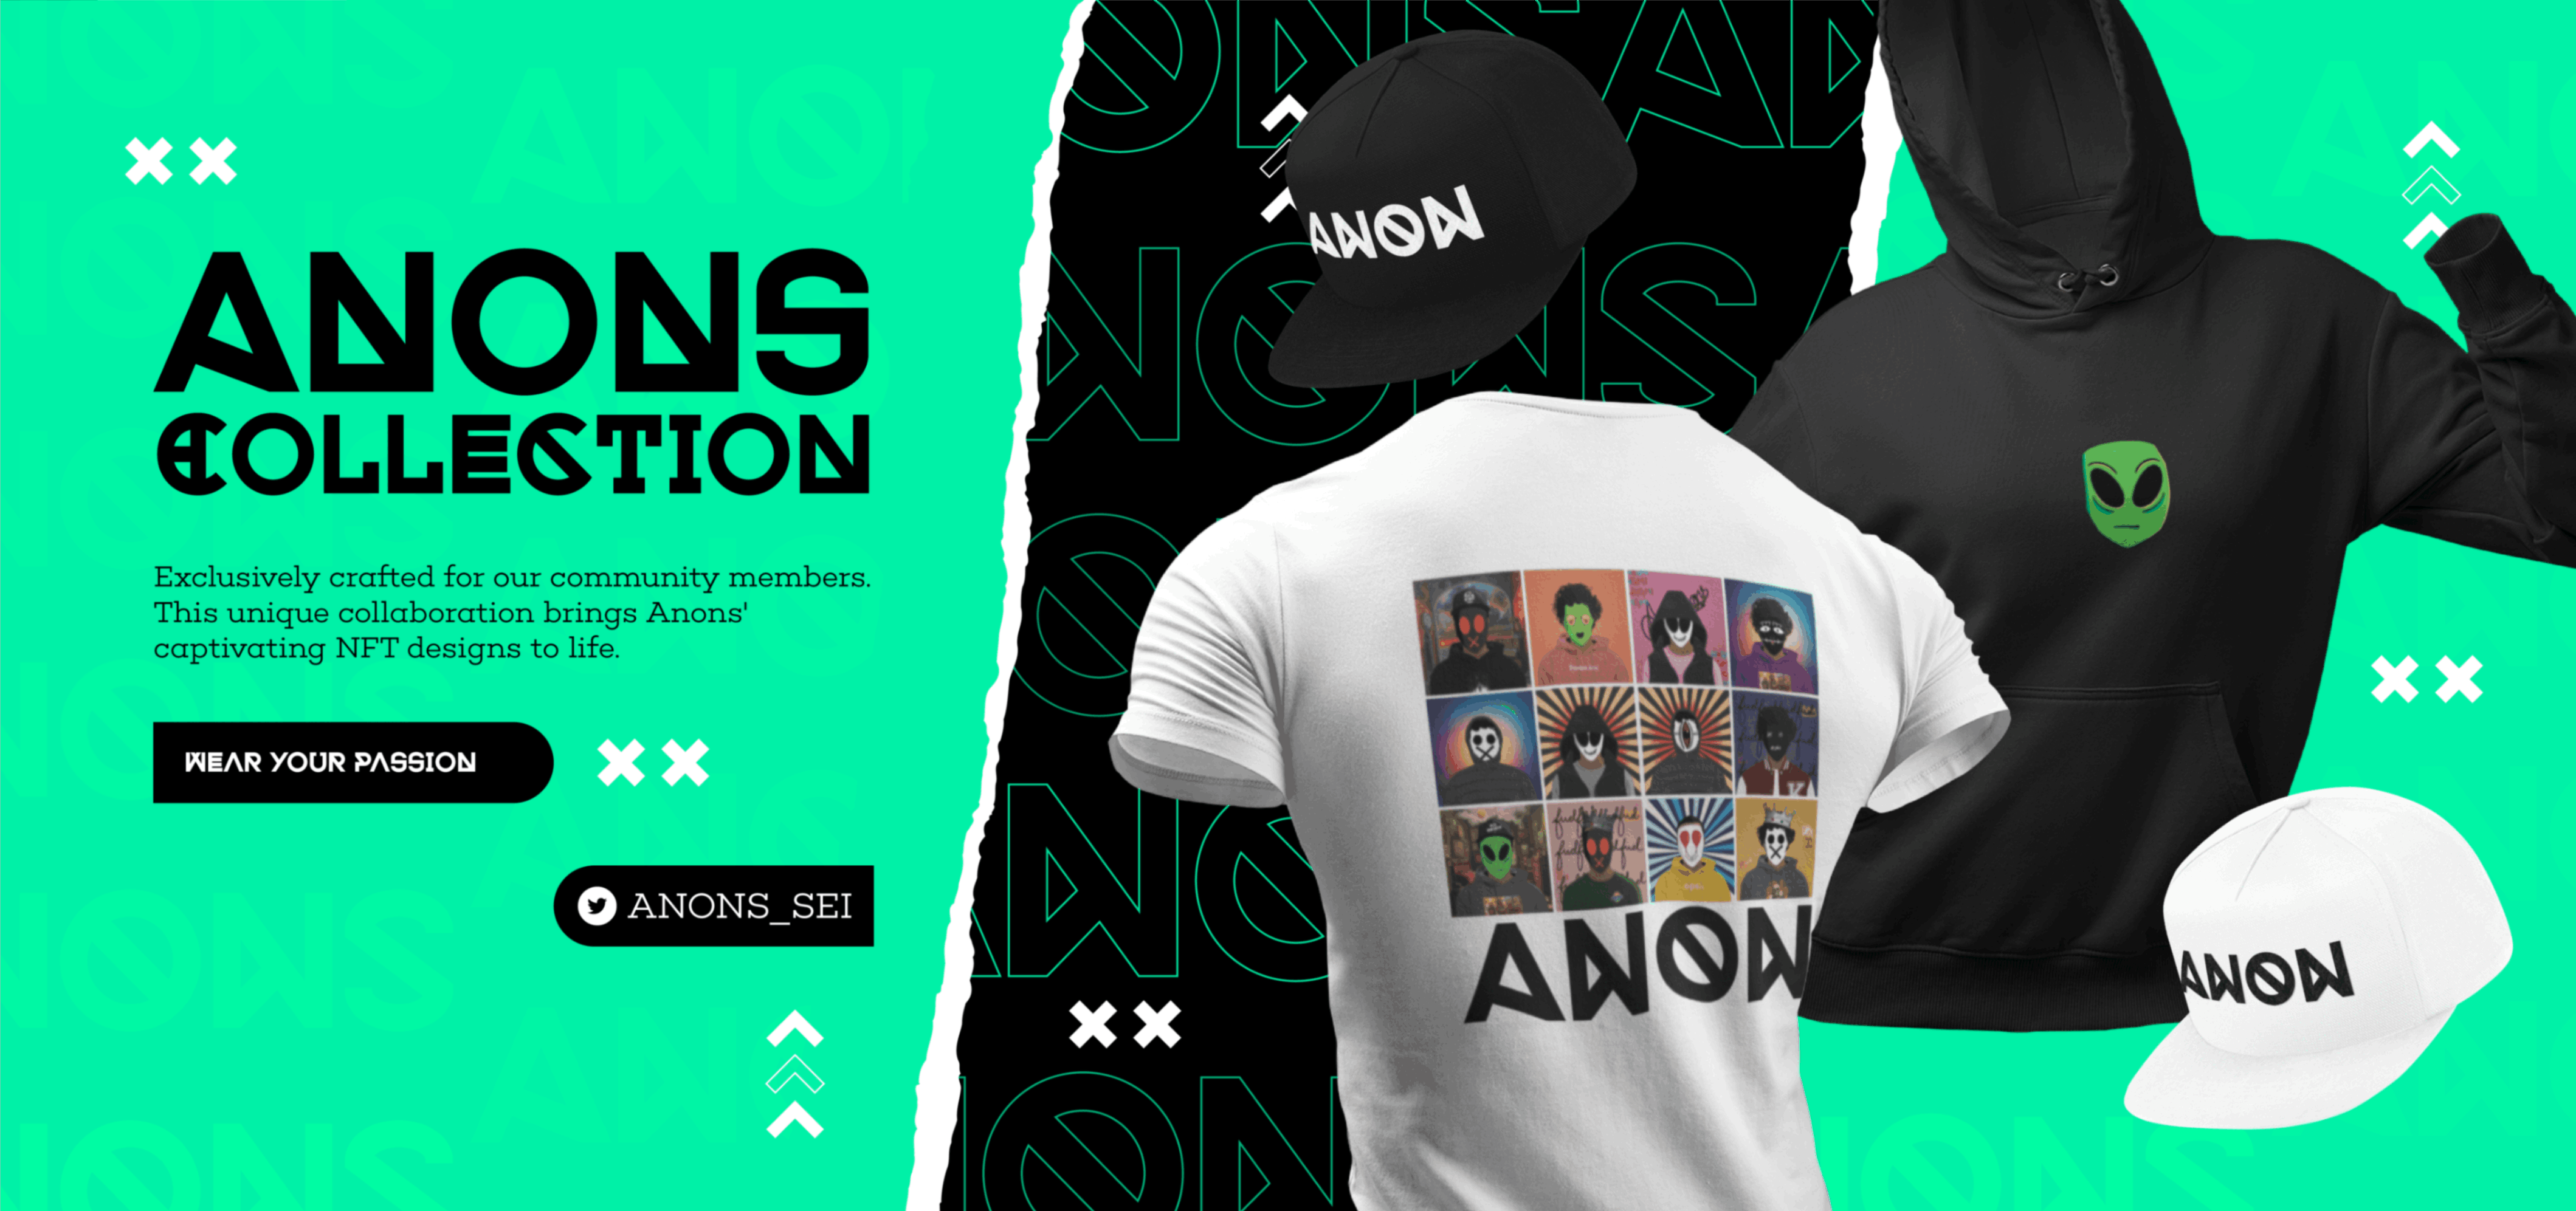 ANONS
COLLECTION
Exclusively crafted for our community members.
This unique collaboration brings Anons'
captivating NFT designs to life.
WEAR YOUR PASSION
ANONS_SEI
ANON
ANON
ANON